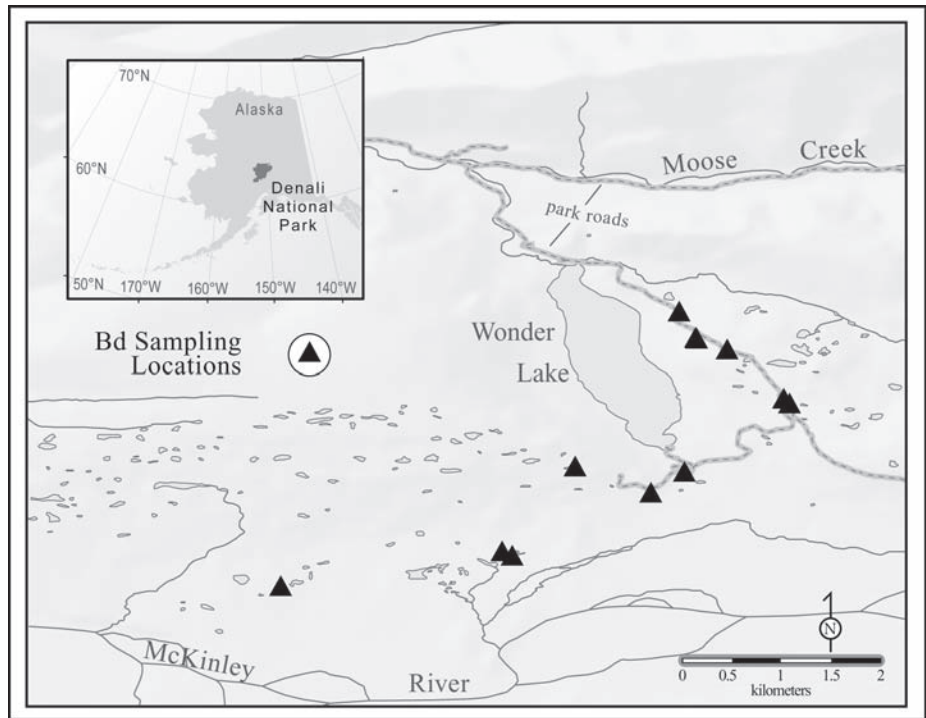 70°N
60°N
50°N
170°W
160°W
150°W
140°W
Alaska
Denali
National
Park
Moose Creek
park roads
Bd Sampling
Locations
Wonder
Lake
McKinley
River
N
0 0.5 1 1.5 2
kilometers